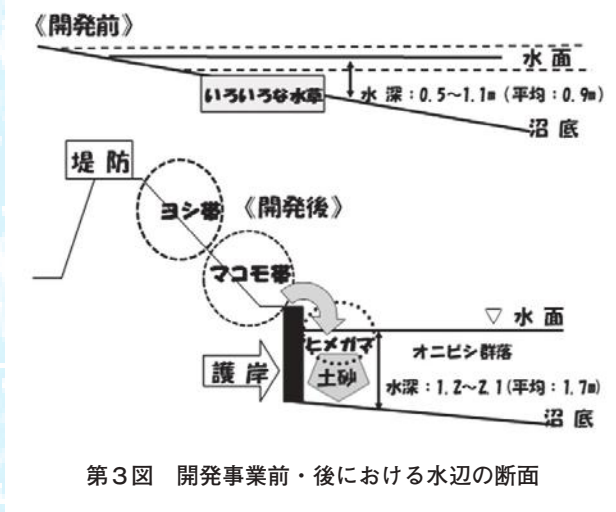 《開発前》
水面
いろいろな水草
水深：0.5〜1.1m（平均：0.9m）
沼底
堤防
ヨシ帯
《開発後》
マコモ帯
▽ 水面
ヒメガマ
オニビシ群落
護岸
土砂
水深：1.2〜2.1(平均：1.7m)
沼底
第３図　開発事業前・後における水辺の断面